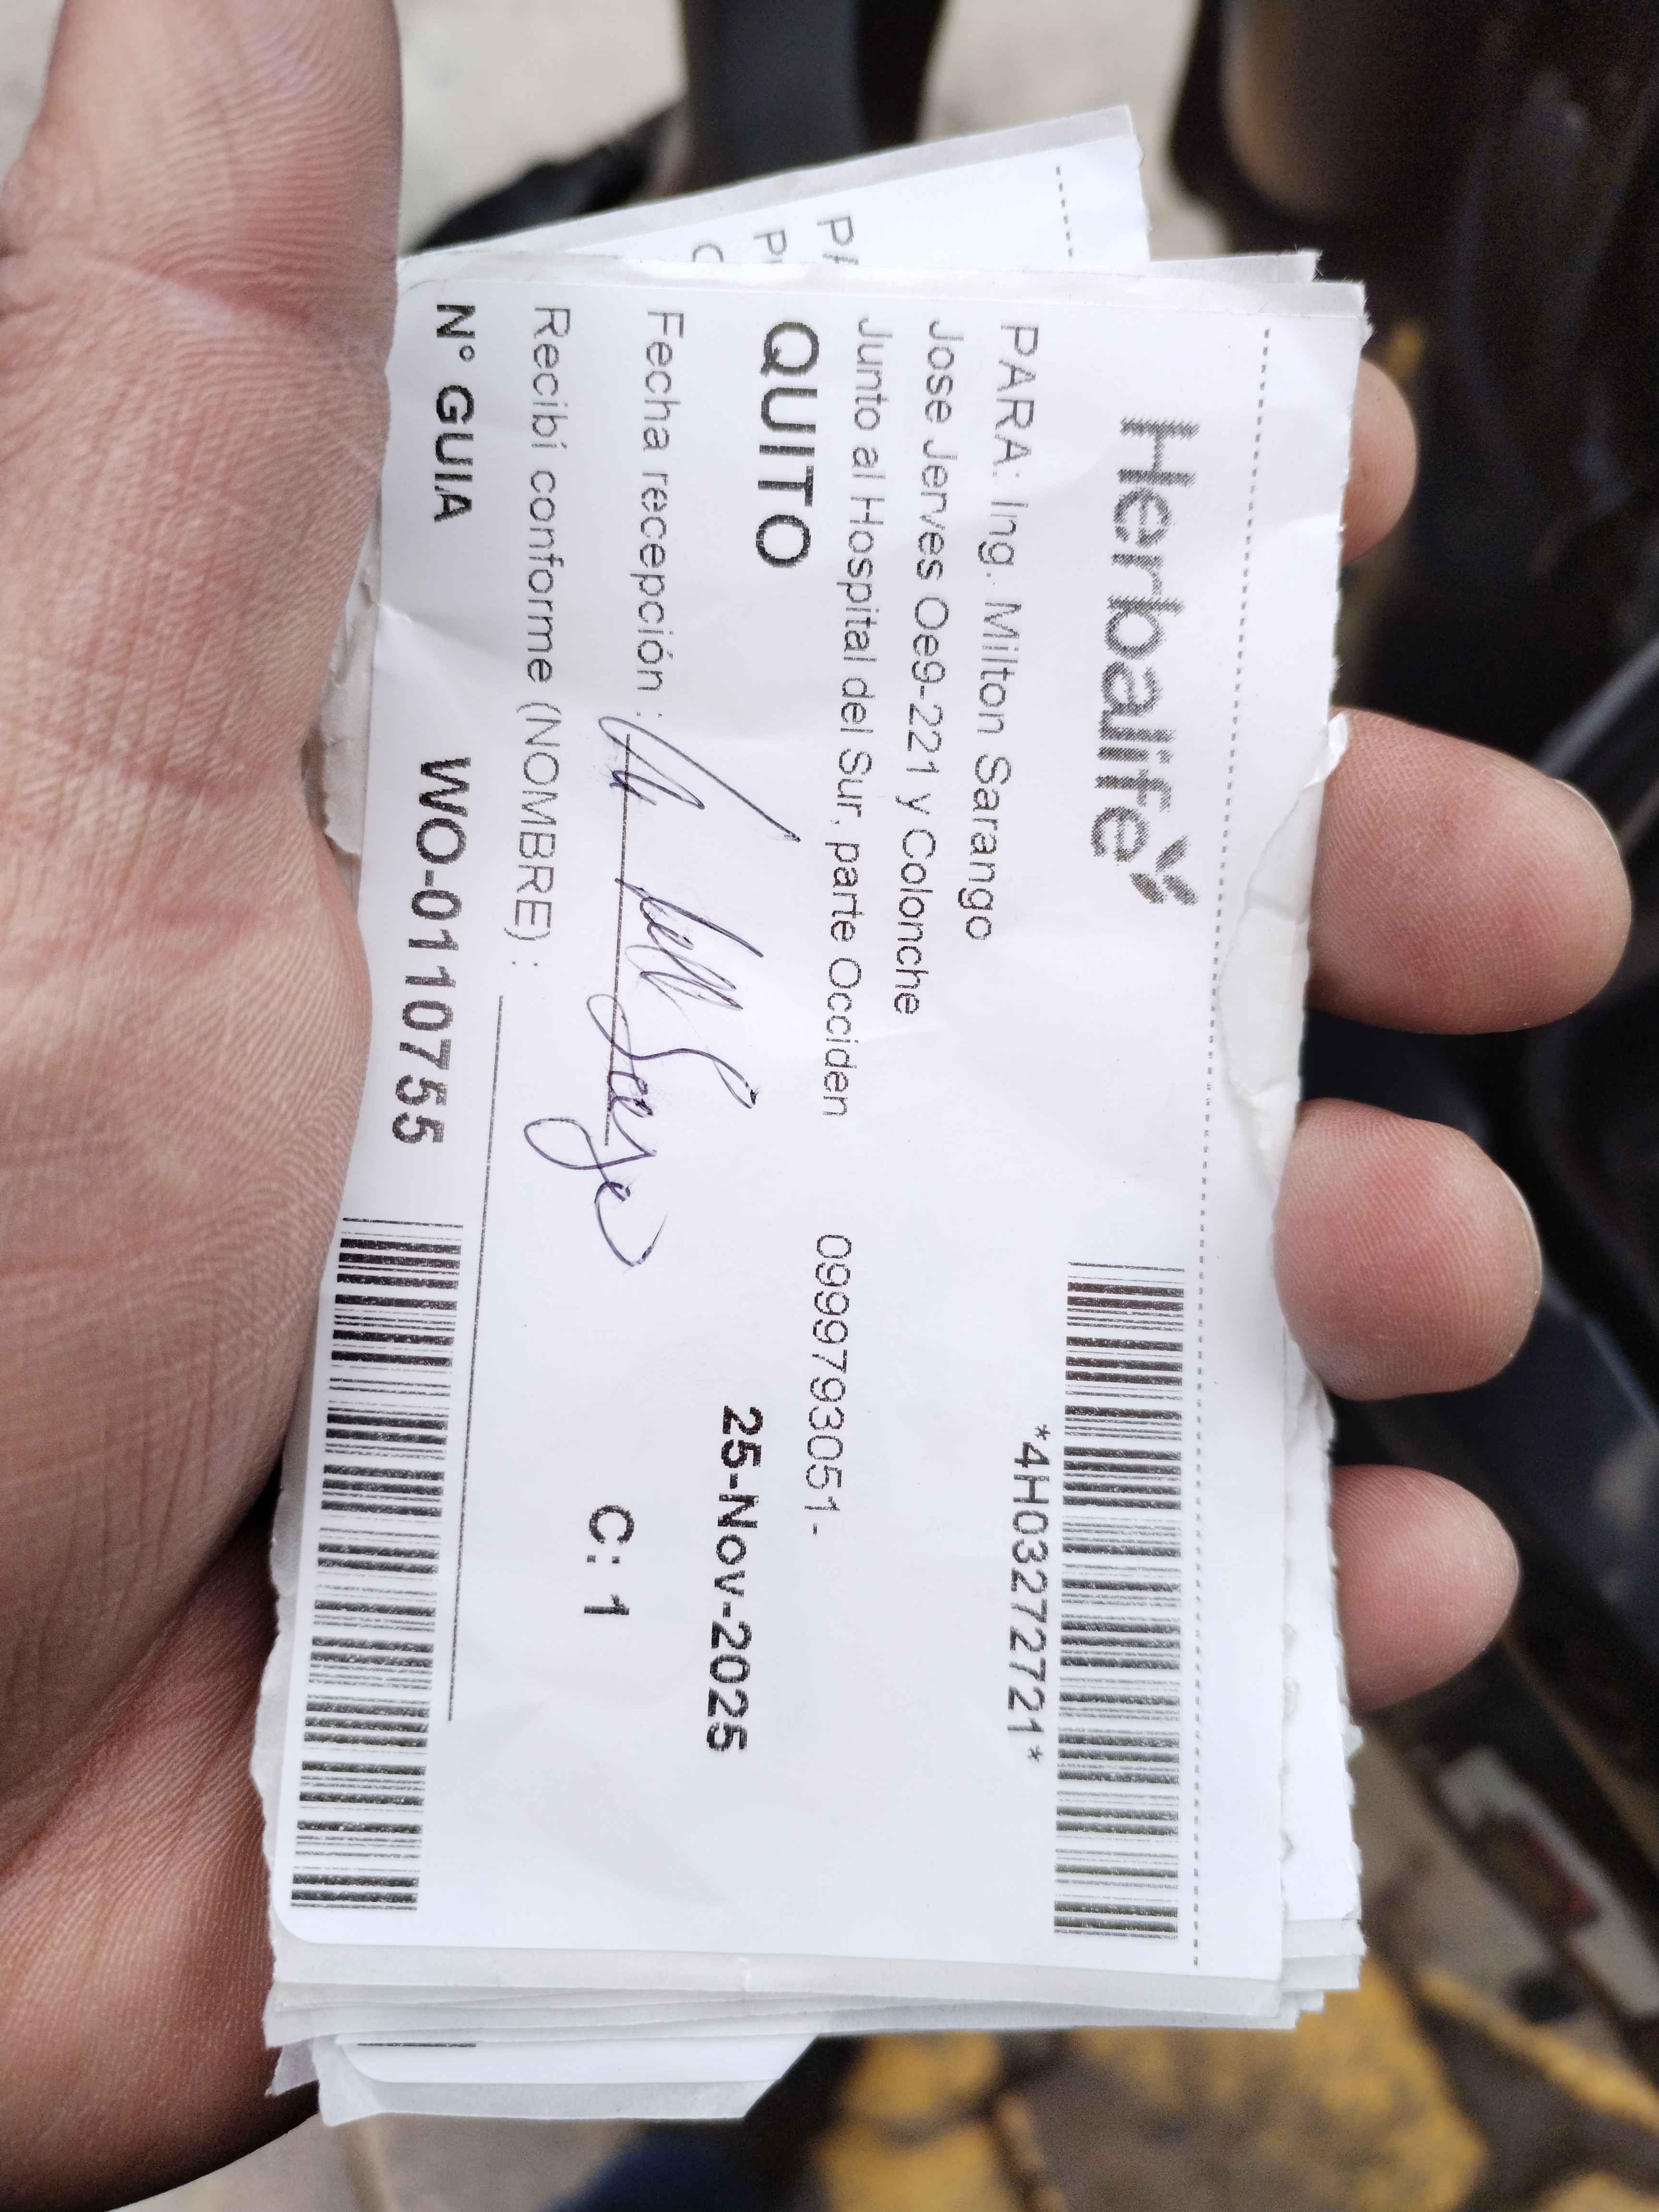 Herbalife
*4H03272721*
PARA: Ing. Milton Sarango
Jose Jerves Oe9-221 y Colonche
Junto al Hospital del Sur, parte Occiden 0999793051-
QUITO
25-Nov-2025
Fecha recepción :
C: 1
Recibí conforme (NOMBRE) :
N° GUIA WO-0110755